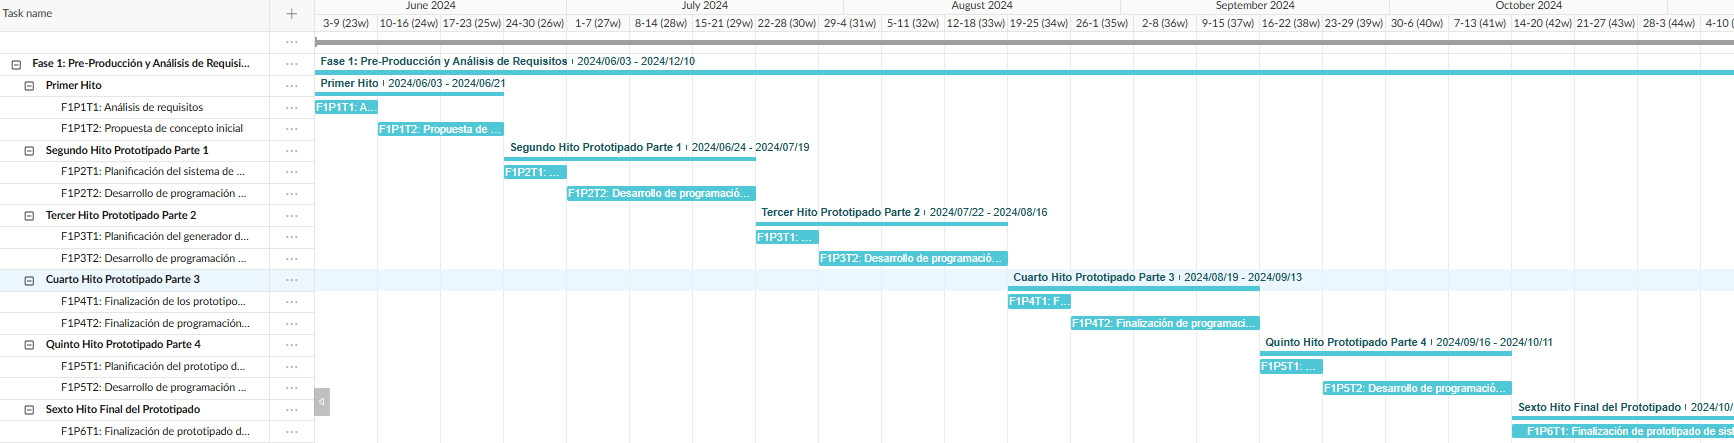 June 2024 July 2024 August 2024 September 2024 October 2024
Task name
3-9 (23w) 10-16 (24w) 17-23 (25w) 24-30 (26w) 1-7 (27w) 8-14 (28w) 15-21 (29w) 22-28 (30w) 29-4 (31w) 5-11 (32w) 12-18 (33w) 19-25 (34w) 26-1 (35w) 2-8 (36w) 9-15 (37w) 16-22 (38w) 23-29 (39w) 30-6 (40w) 7-13 (41w) 14-20 (42w) 21-27 (43w) 28-3 (44w) 4-10 (
Fase 1: Pre-Producción y Análisis de Requisi... Fase 1: Pre-Producción y Análisis de Requisitos 2024/06/03 - 2024/12/10
Primer Hito Primer Hito 2024/06/03 - 2024/06/21
F1P1T1: Análisis de requisitos F1P1T1: A...
F1P1T2: Propuesta de concepto inicial F1P1T2: Propuesta de ...
Segundo Hito Prototipado Parte 1 Segundo Hito Prototipado Parte 1 2024/06/24 - 2024/07/19
F1P2T1: Planificación del sistema de ... F1P2T1: ...
F1P2T2: Desarrollo de programación ... F1P2T2: Desarrollo de programació...
Tercer Hito Prototipado Parte 2 Tercer Hito Prototipado Parte 2 2024/07/22 - 2024/08/16
F1P3T1: Planificación del generador d... F1P3T1: ...
F1P3T2: Desarrollo de programación ... F1P3T2: Desarrollo de programació...
Cuarto Hito Prototipado Parte 3 Cuarto Hito Prototipado Parte 3 2024/08/19 - 2024/09/13
F1P4T1: Finalización de los prototipo... F1P4T1: F...
F1P4T2: Finalización de programación... F1P4T2: Finalización de programaci...
Quinto Hito Prototipado Parte 4 Quinto Hito Prototipado Parte 4 2024/09/16 - 2024/10/11
F1P5T1: Planificación del prototipo d... F1P5T1: ...
F1P5T2: Desarrollo de programación ... F1P5T2: Desarrollo de programació...
Sexto Hito Final del Prototipado Sexto Hito Final del Prototipado 2024/10/
F1P6T1: Finalización de prototipado d... F1P6T1: Finalización de prototipado de sist